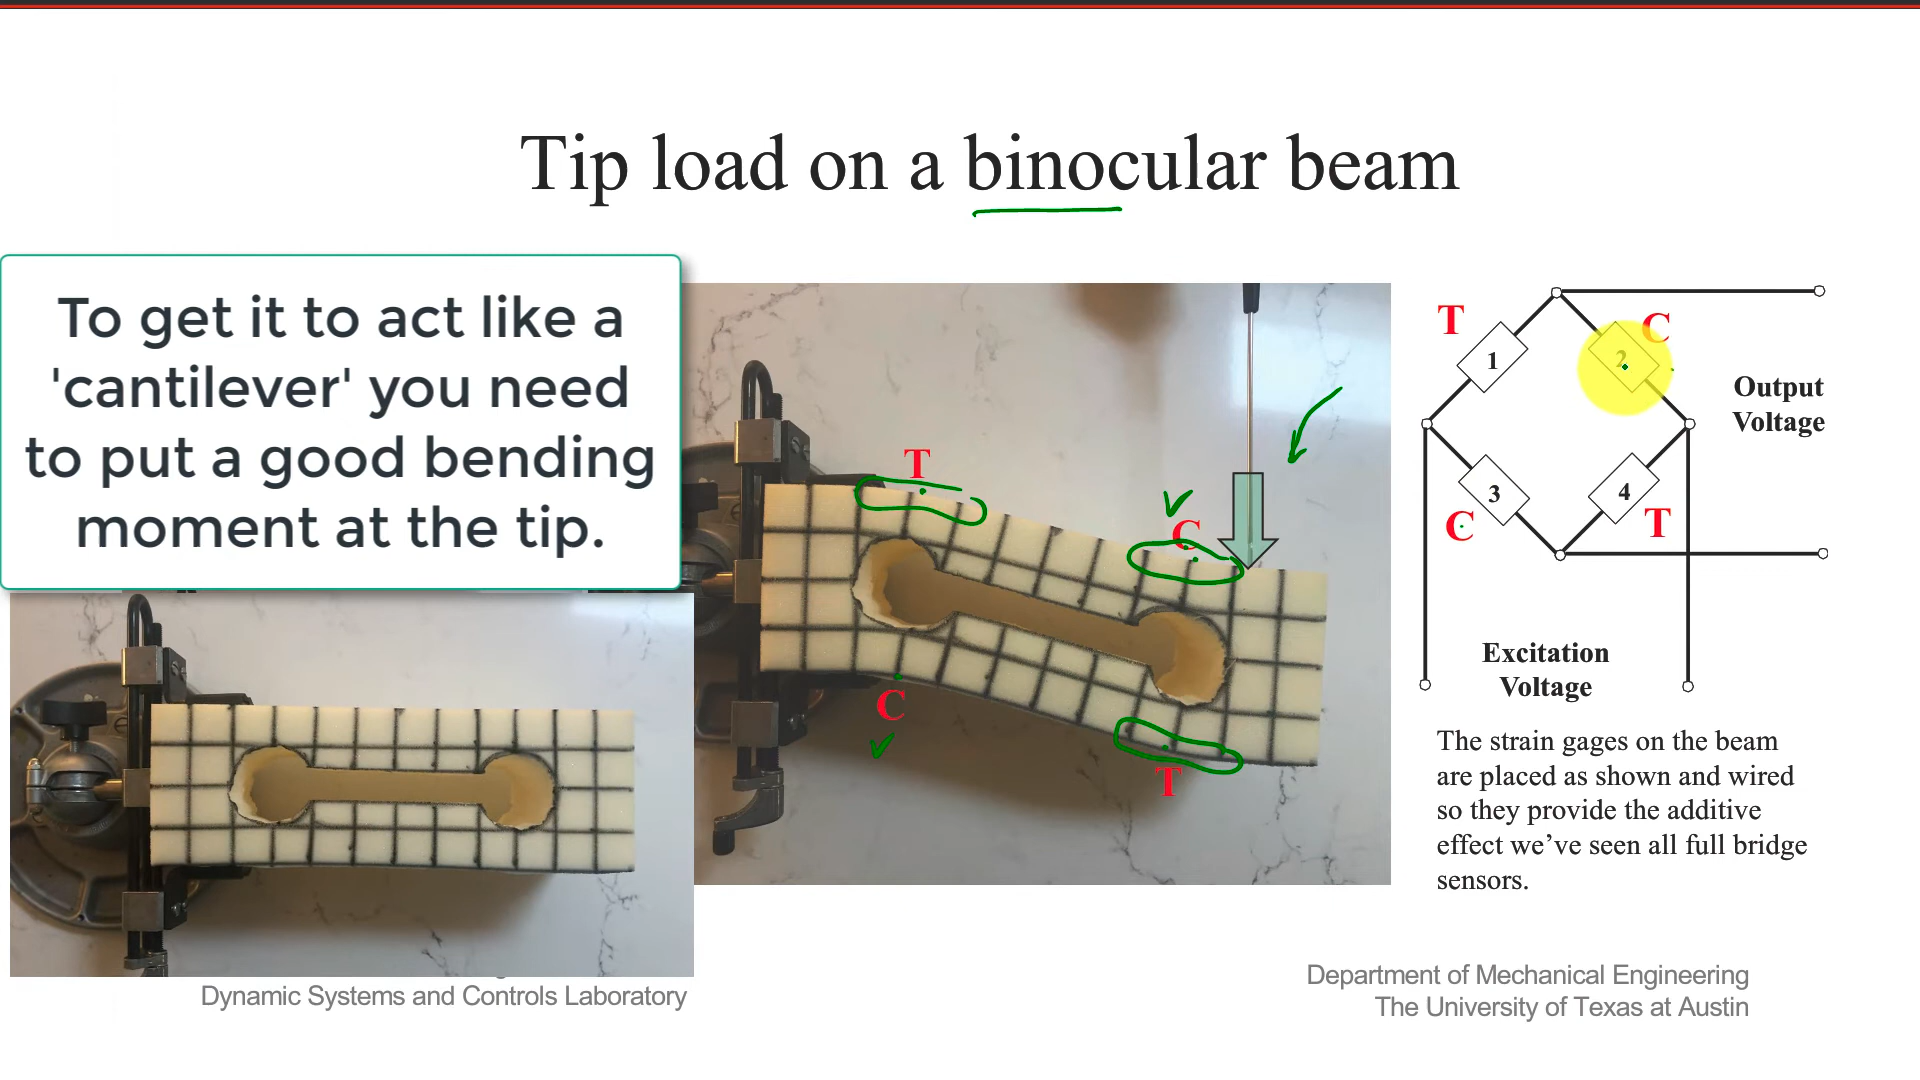 Tip load on a binocular beam
To get it to act like a
'cantilever' you need
to put a good bending
moment at the tip.
T
C
C
T
T
C
1
2
3
4
C
T
Output
Voltage
Excitation
Voltage
The strain gages on the beam
are placed as shown and wired
so they provide the additive
effect we’ve seen all full bridge
sensors.
Dynamic Systems and Controls Laboratory
Department of Mechanical Engineering
The University of Texas at Austin